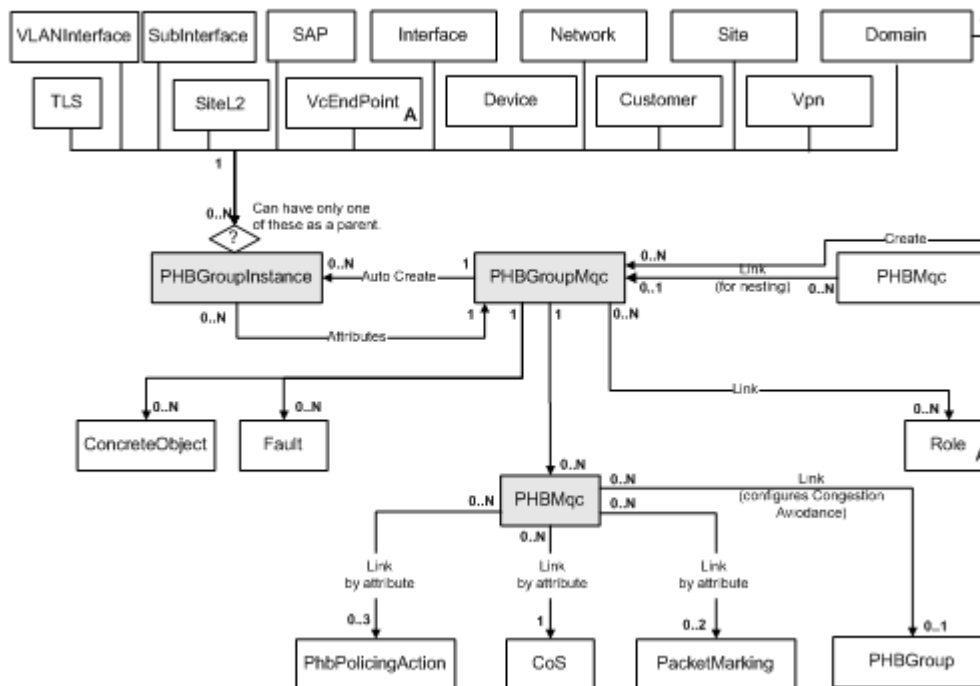 VLANInterface
SubInterface
SAP
Interface
Network
Site
Domain
TLS
SiteL2
VcEndPoint
A
Device
Customer
Vpn
1
0..N
Can have only one
of these as a parent.
?
PHBGroupInstance
0..N
Auto Create
1
PHBGroupMqc
0..N
Create
Link
(for nesting)
0..1
0..N
PHBMqc
0..N
Attributes
1
1
1
0..N
0..N
ConcreteObject
0..N
Fault
Link
0..N
Role
A
0..N
PHBMqc
0..N
0..N
0..N
0..N
Link
(configures Congestion
Aviodance)
Link
by attribute
Link
by attribute
Link
by attribute
0..3
1
0..2
0..1
PhbPolicingAction
CoS
PacketMarking
PHBGroup